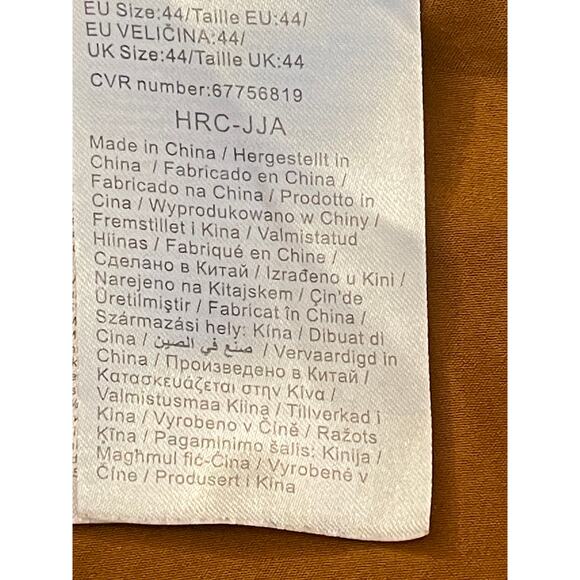 EU Size:44/Taille EU:44/
EU VELIČINA:44/
UK Size:44/Taille UK:44
CVR number:67756819
HRC-JJA
Made in China / Hergestellt in
China / Fabricado en China /
Fabricado na China / Prodotto in
Cina / Wyprodukowano w Chiny /
Fremstillet i Kina / Valmistatud
Hiinas / Fabriqué en Chine /
Сделано в Китай / Izrađeno u Kini /
Narejeno na Kitajskem / Çin'de
Üretilmiştir / Fabricat în China /
Származási hely: Kína / Dibuat di
Cina / صنع في الصين / Vervaardigd in
China / Произведено в Китай /
Κατασκευάζεται στην Κίνα /
Valmistusmaa Kiina / Tillverkad i
Kina / Vyrobeno v Číně / Ražots
Ķīna / Pagaminimo šalis: Kinija/
Magħmul fiċ-Ċina / Vyrobené v
Číne / Produsert i Kina